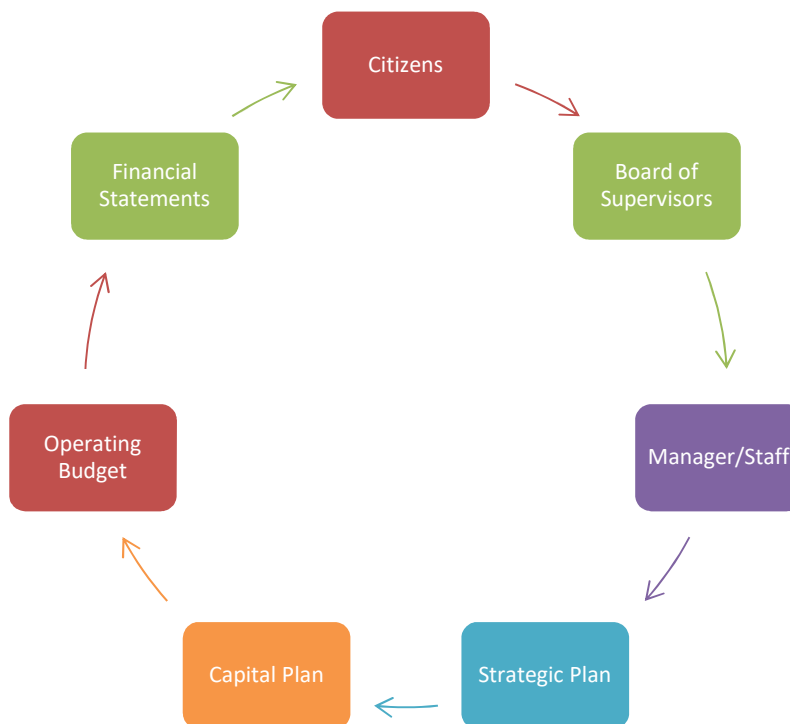 Citizens
Board of
Supervisors
Manager/Staff
Strategic Plan
Capital Plan
Operating
Budget
Financial
Statements